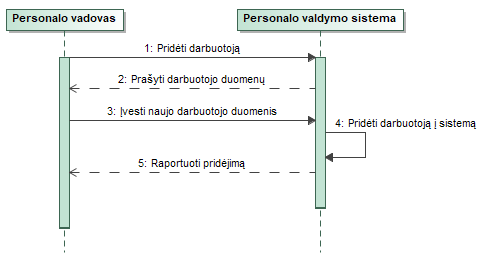 Personalo vadovas
Personalo valdymo sistema
1: Pridėti darbuotoją
2: Prašyti darbuotojo duomenų
3: Įvesti naujo darbuotojo duomenis
4: Pridėti darbuotoją į sistemą
5: Raportuoti pridėjimą